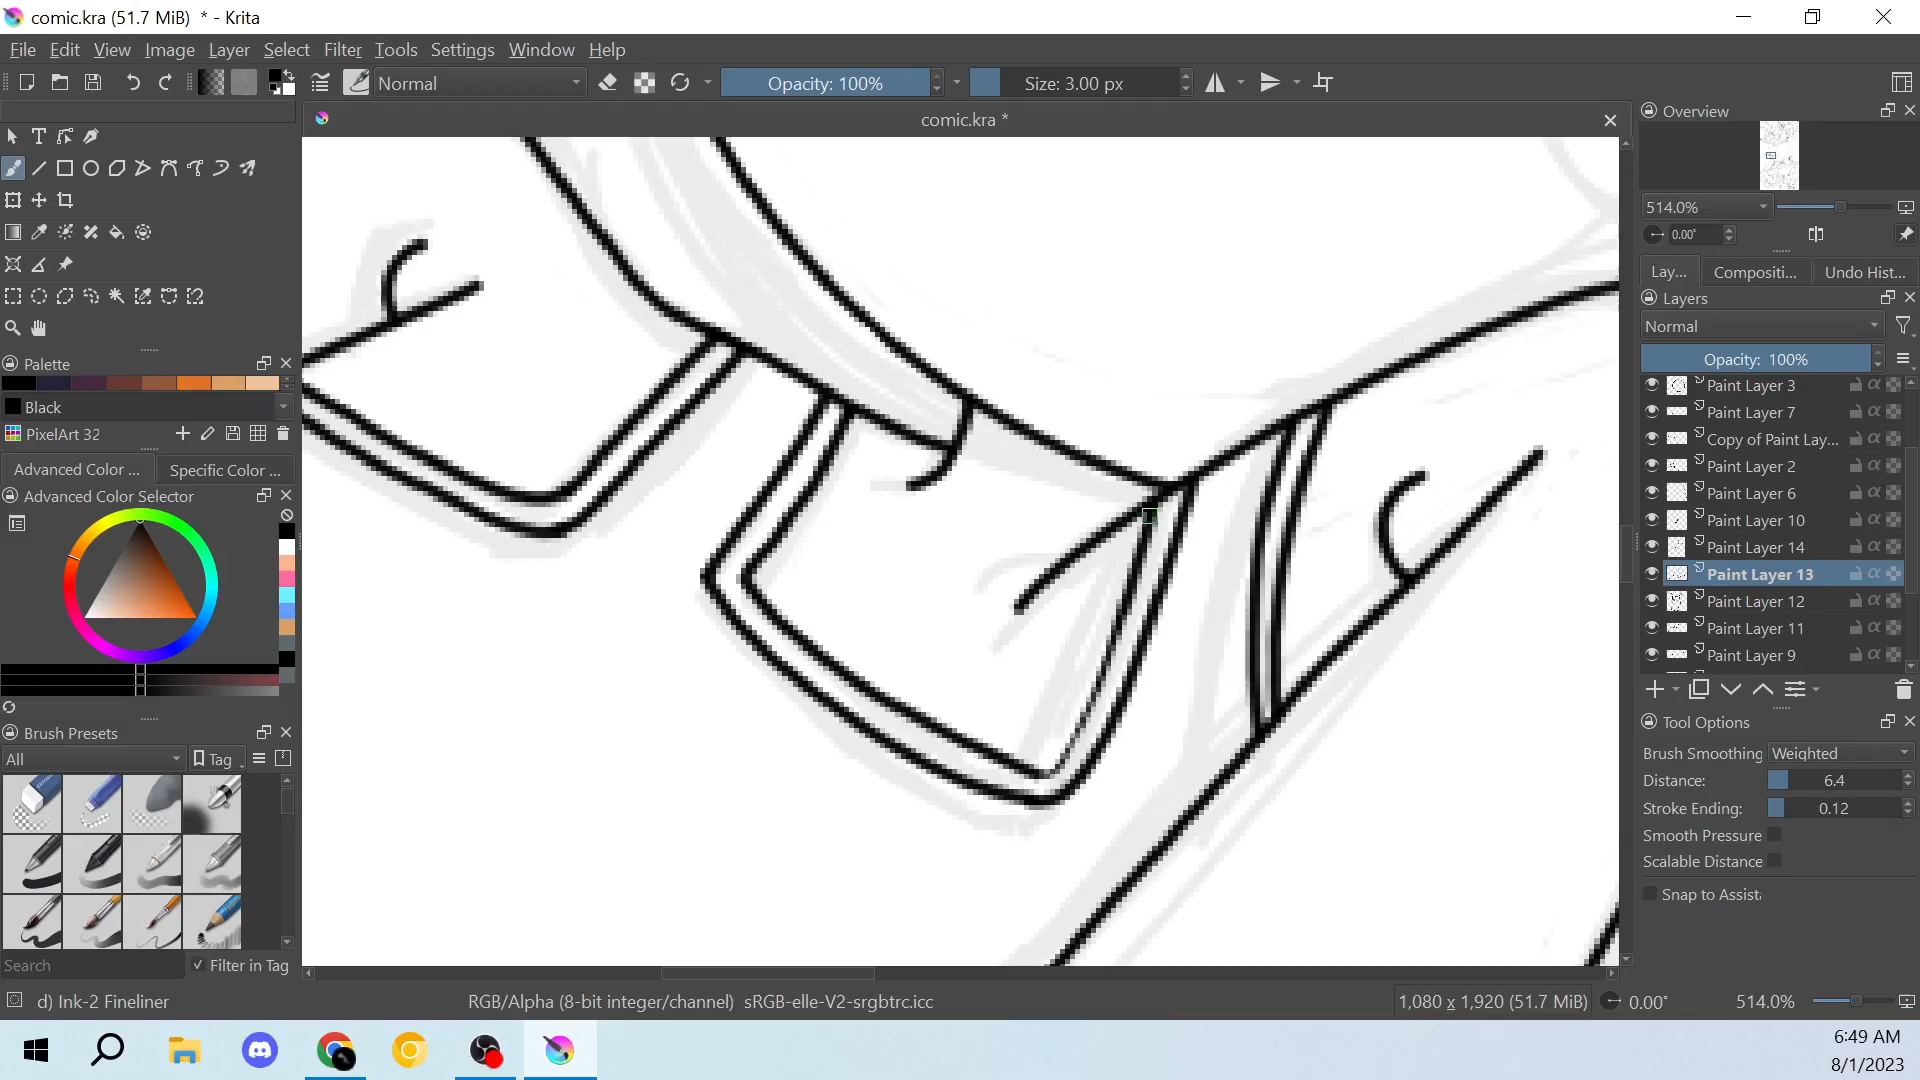 comic.kra (51.7 MiB)  * - Krita
File Edit View Image Layer Select Filter Tools Settings Window Help
Normal
Opacity: 100%
Size: 3.00 px
comic.kra *
Overview
514.0%
0.00°
Lay...
Compositi...
Undo Hist...
Layers
Normal
Opacity:  100%
Paint Layer 3
Paint Layer 7
Copy of Paint Lay...
Paint Layer 2
Paint Layer 6
Paint Layer 10
Paint Layer 14
Paint Layer 13
Paint Layer 12
Paint Layer 11
Paint Layer 9
Tool Options
Brush Smoothing Weighted
Distance: 6.4
Stroke Ending: 0.12
Smooth Pressure
Scalable Distance
Snap to Assist
Palette
Black
PixelArt 32
Advanced Color ...
Specific Color ...
Advanced Color Selector
Brush Presets
All
Tag
Search
Filter in Tag
d) Ink-2 Fineliner
RGB/Alpha (8-bit integer/channel)  sRGB-elle-V2-srgbtrc.icc
1,080 x 1,920 (51.7 MiB)
0.00°
514.0%
6:49 AM
8/1/2023